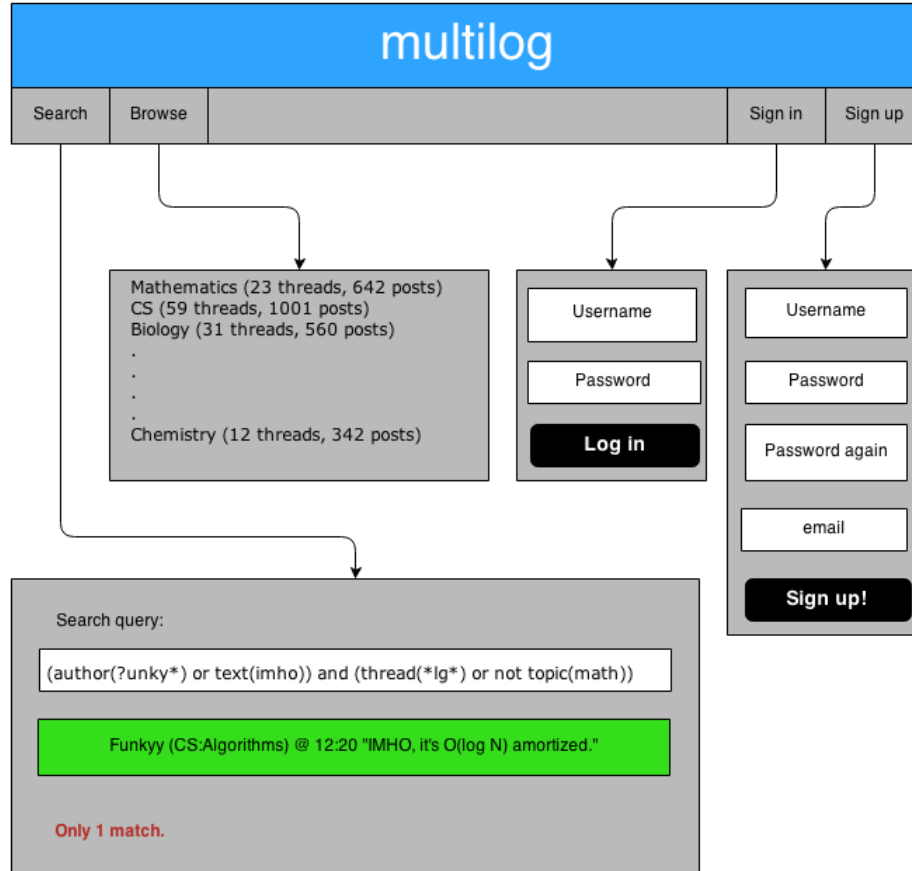 multilog
Search
Browse
Sign in
Sign up
Mathematics (23 threads, 642 posts)
CS (59 threads, 1001 posts)
Biology (31 threads, 560 posts)
.
.
.
.
Chemistry (12 threads, 342 posts)
Username
Password
Log in
Username
Password
Password again
email
Sign up!
Search query:
(author(?unky*) or text(imho)) and (thread(*lg*) or not topic(math))
Funkyy (CS:Algorithms) @ 12:20 "IMHO, it's O(log N) amortized."
Only 1 match.